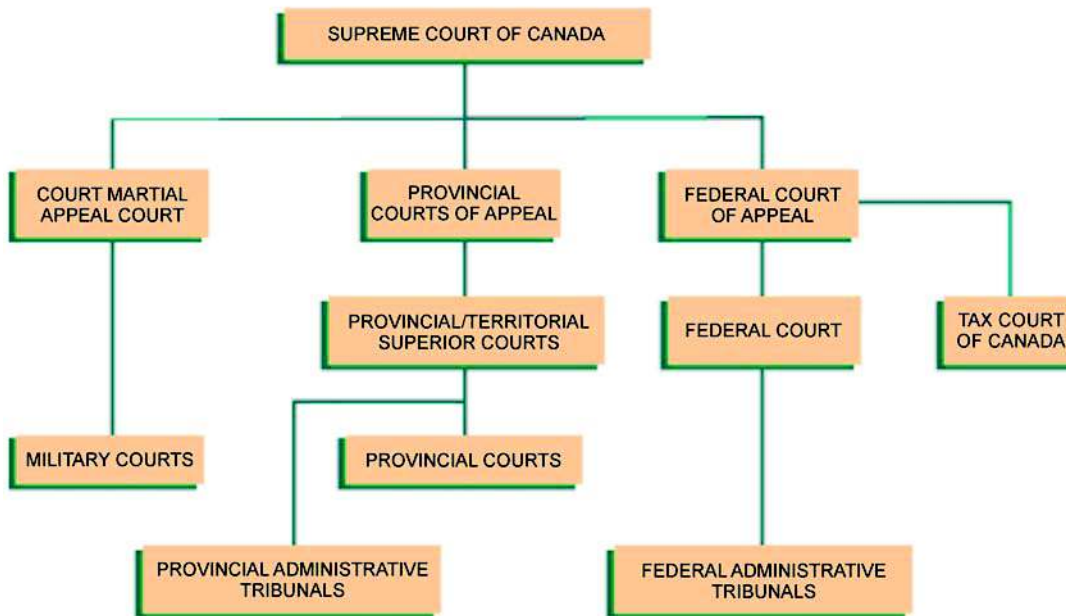 SUPREME COURT OF CANADA
COURT MARTIAL
APPEAL COURT
PROVINCIAL
COURTS OF APPEAL
FEDERAL COURT
OF APPEAL
PROVINCIAL/TERRITORIAL
SUPERIOR COURTS
FEDERAL COURT
TAX COURT
OF CANADA
MILITARY COURTS
PROVINCIAL COURTS
PROVINCIAL ADMINISTRATIVE
TRIBUNALS
FEDERAL ADMINISTRATIVE
TRIBUNALS